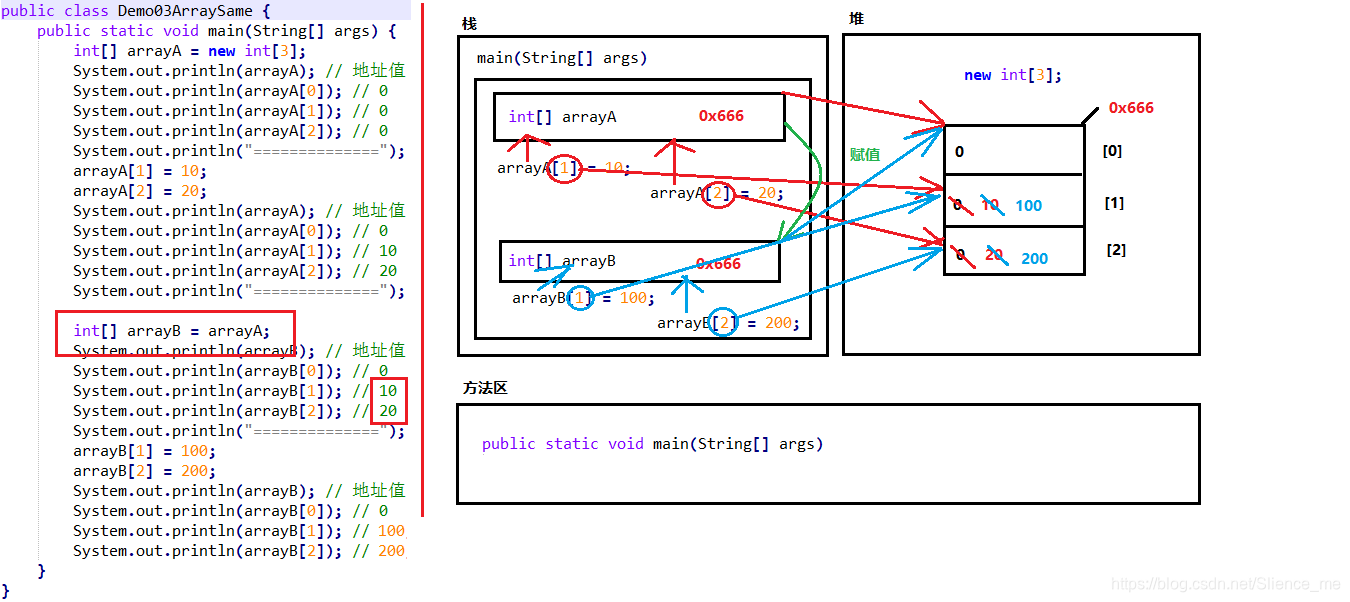 public class Demo03ArraySame {
public static void main(String[] args) {
int[] arrayA = new int[3];
System.out.println(arrayA); // 地址值
System.out.println(arrayA[0]); // 0
System.out.println(arrayA[1]); // 0
System.out.println(arrayA[2]); // 0
System.out.println("==============");
arrayA[1] = 10;
arrayA[2] = 20;
System.out.println(arrayA); // 地址值
System.out.println(arrayA[0]); // 0
System.out.println(arrayA[1]); // 10
System.out.println(arrayA[2]); // 20
System.out.println("==============");
int[] arrayB = arrayA;
System.out.println(arrayB); // 地址值
System.out.println(arrayB[0]); // 0
System.out.println(arrayB[1]); // 10
System.out.println(arrayB[2]); // 20
System.out.println("==============");
arrayB[1] = 100;
arrayB[2] = 200;
System.out.println(arrayB); // 地址值
System.out.println(arrayB[0]); // 0
System.out.println(arrayB[1]); // 100
System.out.println(arrayB[2]); // 200
}
}
栈
main(String[] args)
int[] arrayA 0x666
arrayA[1] = 10;
arrayA[2] = 20;
赋值
int[] arrayB 0x666
arrayB[1] = 100;
arrayB[2] = 200;
堆
new int[3];
0x666
0 [0]
0 10 100 [1]
0 20 200 [2]
方法区
public static void main(String[] args)
https://blog.csdn.net/Slience_me